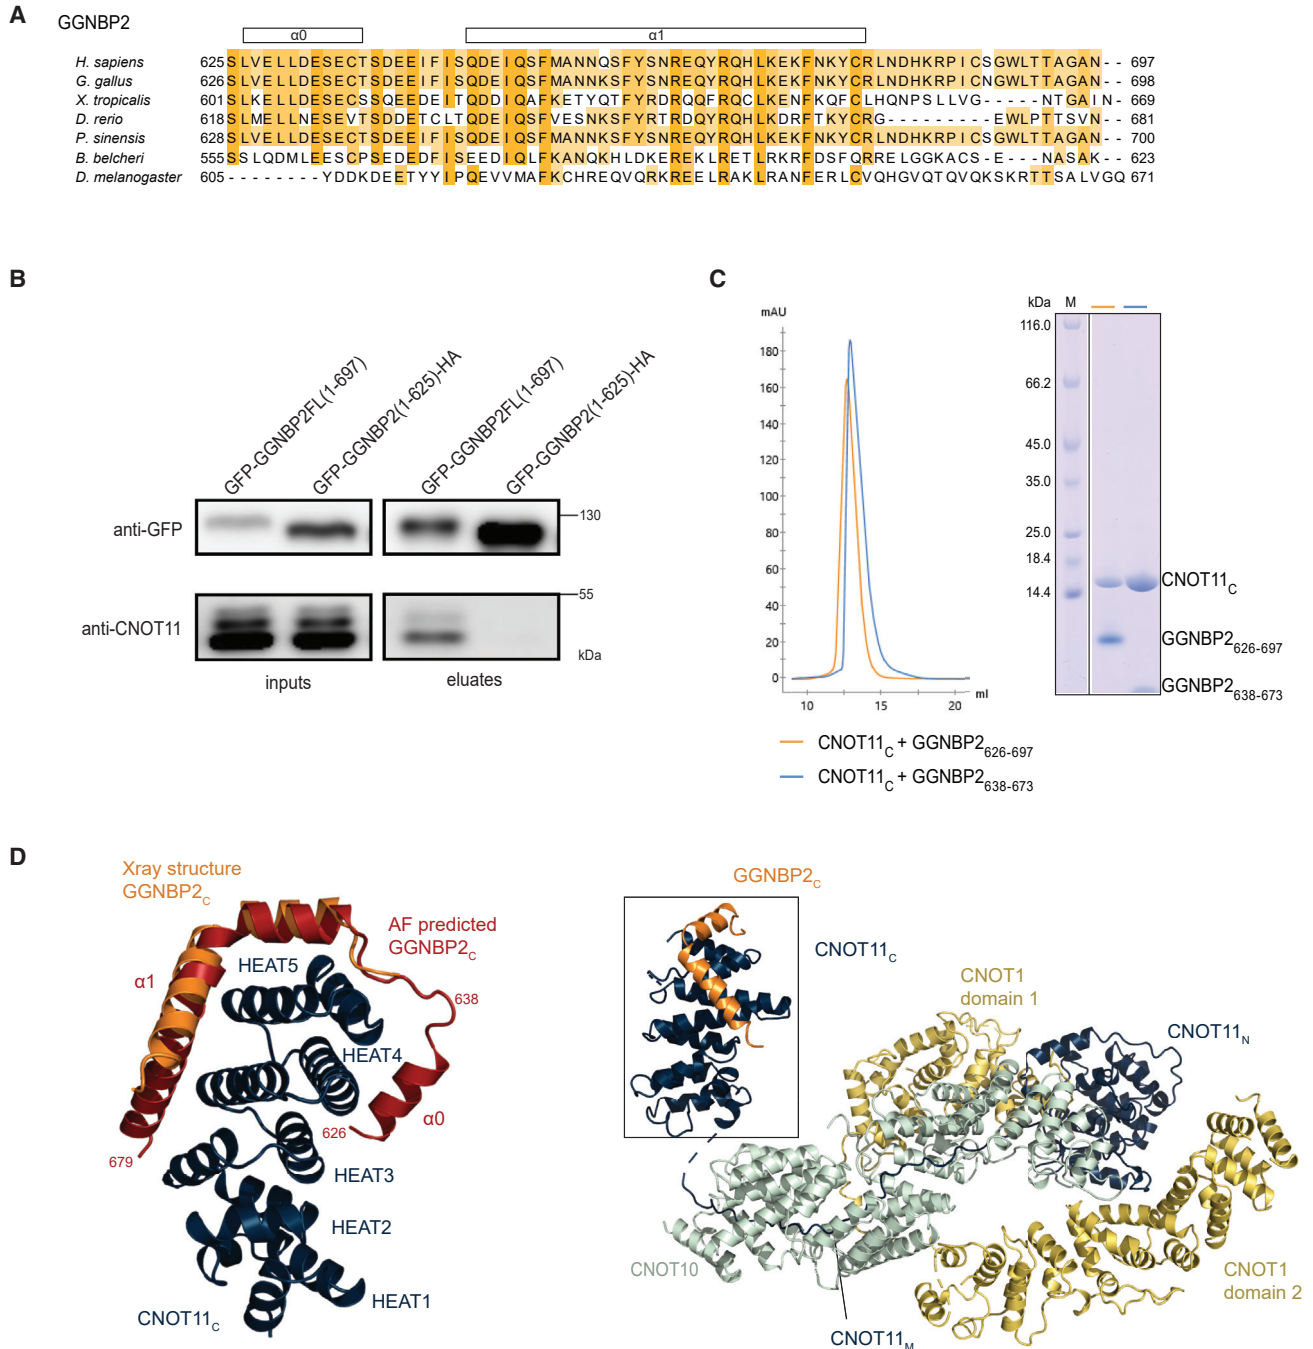 A
GGNBP2
α0 α1
H. sapiens 625 SLVELLDESECTSDEEIFISQDEIQSFMANNQSFYSNREQYRQHLKEKFNKYCRLNDHKRPICSGWLTTAGAN-- 697
G. gallus 626 SLVELLDESECTSDEEIFISQDEIQSFMANNKSFYSNREQYRQHLKEKFNKYCRLNDHKRPICSGWLTTAGAN-- 698
X. tropicalis 601 SLKELLDESECSSQEEDEITQDDIQAFKETYQTFYRDRQQFRQCLKENFKQFCLHQNPSLLVG-----NTGAIN- 669
D. rerio 618 SLMELLNESEVTSDDETCLTQDEIQSFVESNKSFYRTRDQYRQHLKDRFTKYCRG--------EWLPTTSVN-- 681
P. sinensis 628 SLVELLDESECTSDEEDFISQDEIQSFMANNKSFYSNREQYRQHLKEKFNKYCRLNDHKRPICSGWLTTAGAN-- 700
B. belcheri 555 SSLQDMLEESCPSEDEDFISEEDIQLFKANQKHLDKEREKLRETLRKRFDSFQRRELGGKACS-E---NASAK-- 623
D. melanogaster 605 --------YDDKDEETYYIPQEVVMAFKCHREQVQRKREELRAKLRANFERLCVQHGVQTQVQKSKRTTSALVGQ 671
B
GFP-GGNBP2FL(1-697)
GFP-GGNBP2(1-625)-HA
GFP-GGNBP2FL(1-697)
GFP-GGNBP2(1-625)-HA
anti-GFP
130
anti-CNOT11
55
kDa
inputs
eluates
C
mAU
180
160
140
120
100
80
60
40
20
0
10 15 20 ml
CNOT11C + GGNBP2626-697
CNOT11C + GGNBP2638-673
kDa M
116.0
66.2
45.0
35.0
25.0
18.4
14.4
CNOT11C
GGNBP2626-697
GGNBP2638-673
D
Xray structure
GGNBP2C
AF predicted
GGNBP2C
α1
HEAT5
638
HEAT4
α0
626
679
HEAT3
HEAT2
HEAT1
CNOT11C
GGNBP2C
CNOT11C
CNOT1
domain 1
CNOT11N
CNOT10
CNOT11M
CNOT1
domain 2